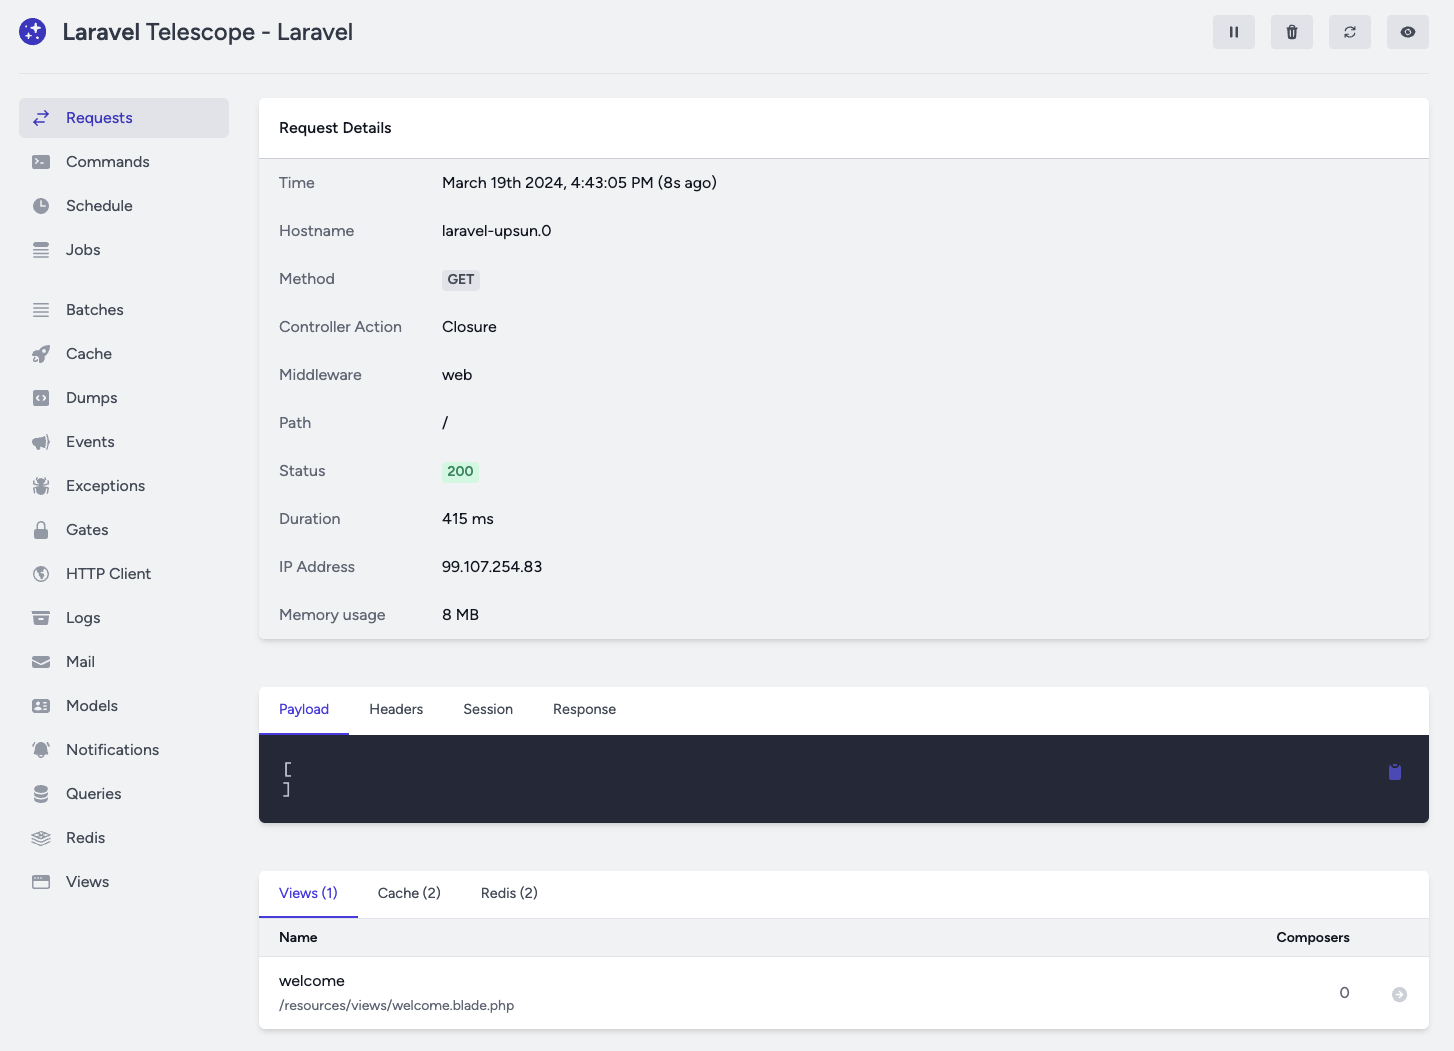 Laravel Telescope - Laravel
Requests
Commands
Schedule
Jobs
Batches
Cache
Dumps
Events
Exceptions
Gates
HTTP Client
Logs
Mail
Models
Notifications
Queries
Redis
Views
Request Details
Time March 19th 2024, 4:43:05 PM (8s ago)
Hostname laravel-upsun.0
Method GET
Controller Action Closure
Middleware web
Path /
Status 200
Duration 415 ms
IP Address 99.107.254.83
Memory usage 8 MB
Payload Headers Session Response
[
]
Views (1) Cache (2) Redis (2)
Name Composers
welcome
/resources/views/welcome.blade.php
0